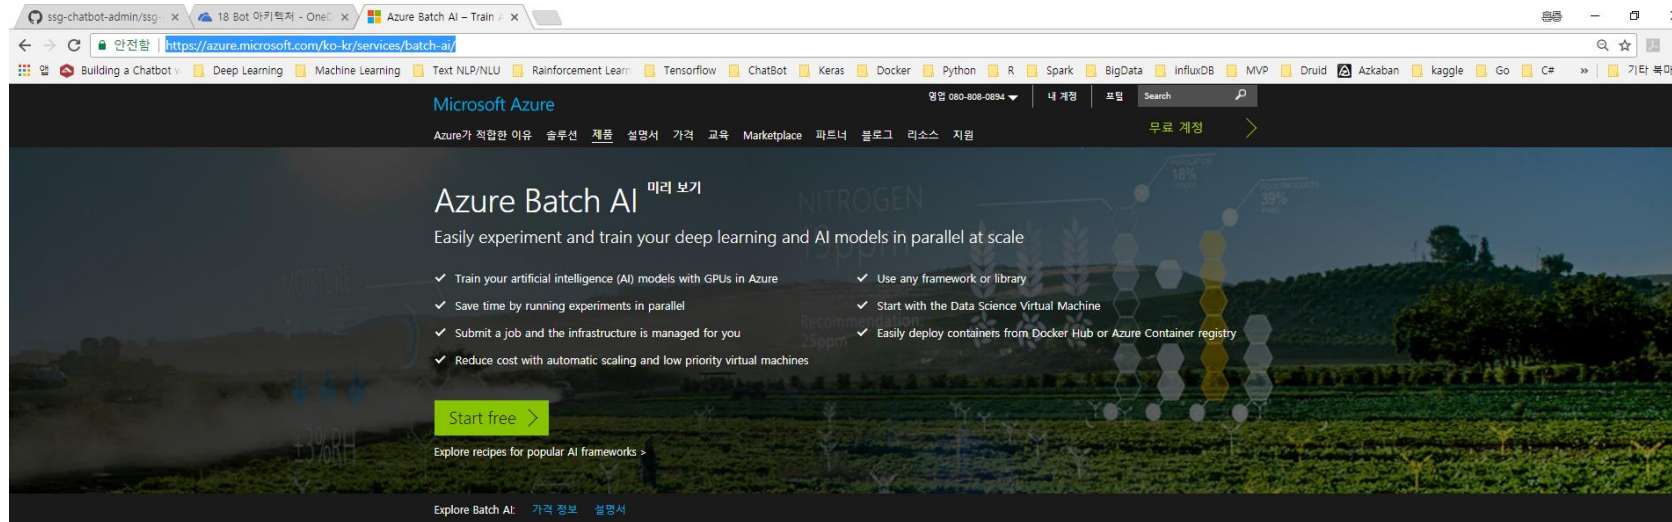 ssg-chatbot-admin/ssg-
18 Bot 아키텍처 - OneD
Azure Batch AI – Train
안전함 https://azure.microsoft.com/ko-kr/services/batch-ai/
앱 Building a Chatbot Deep Learning Machine Learning Text NLP/NLU Rainforcement Learn Tensorflow ChatBot Keras Docker Python R Spark BigData influxDB MVP Druid Azkaban kaggle Go C# » 기타 북마
Microsoft Azure
영업 080-808-0894 내 계정 포털 Search
Azure가 적합한 이유 솔루션 제품 설명서 가격 교육 Marketplace 파트너 블로그 리소스 지원
무료 계정
Azure Batch AI 미리 보기
Easily experiment and train your deep learning and AI models in parallel at scale
Train your artificial intelligence (AI) models with GPUs in Azure
Save time by running experiments in parallel
Submit a job and the infrastructure is managed for you
Reduce cost with automatic scaling and low priority virtual machines
Use any framework or library
Start with the Data Science Virtual Machine
Easily deploy containers from Docker Hub or Azure Container registry
NITROGEN
18%
39%
MOISTURE
Recommendation:
25ppm
±3%RH
Start free
Explore recipes for popular AI frameworks >
Explore Batch AI: 가격 정보 설명서